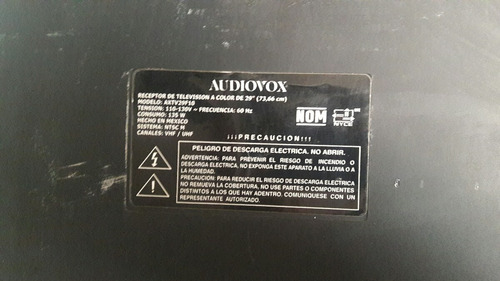 AUDIOVOX
RECEPTOR DE TELEVISION A COLOR DE 29" (73,66 cm)
MODELO: AXTV29F10
TENSION: 110-130V ~ FRECUENCIA: 60 Hz
CONSUMO: 135 W
HECHO EN MEXICO
SISTEMA: NTSC M
CANALES: VHF / UHF
NOM
NYCE
¡¡¡PRECAUCION!!!
PELIGRO DE DESCARGA ELECTRICA. NO ABRIR.
ADVERTENCIA: PARA PREVENIR EL RIESGO DE INCENDIO O
DESCARGA ELECTRICA, NO EXPONGA ESTE APARATO A LA LLUVIA O A
LA HUMEDAD.
PRECAUCION: PARA REDUCIR EL RIESGO DE DESCARGA ELECTRICA
NO REMUEVA LA COBERTURA, NO USE PARTES O COMPONENTES
DISTINTOS A LOS QUE HAY ADENTRO. COMUNIQUESE CON UN
REPRESENTANTE AUTORIZADO.